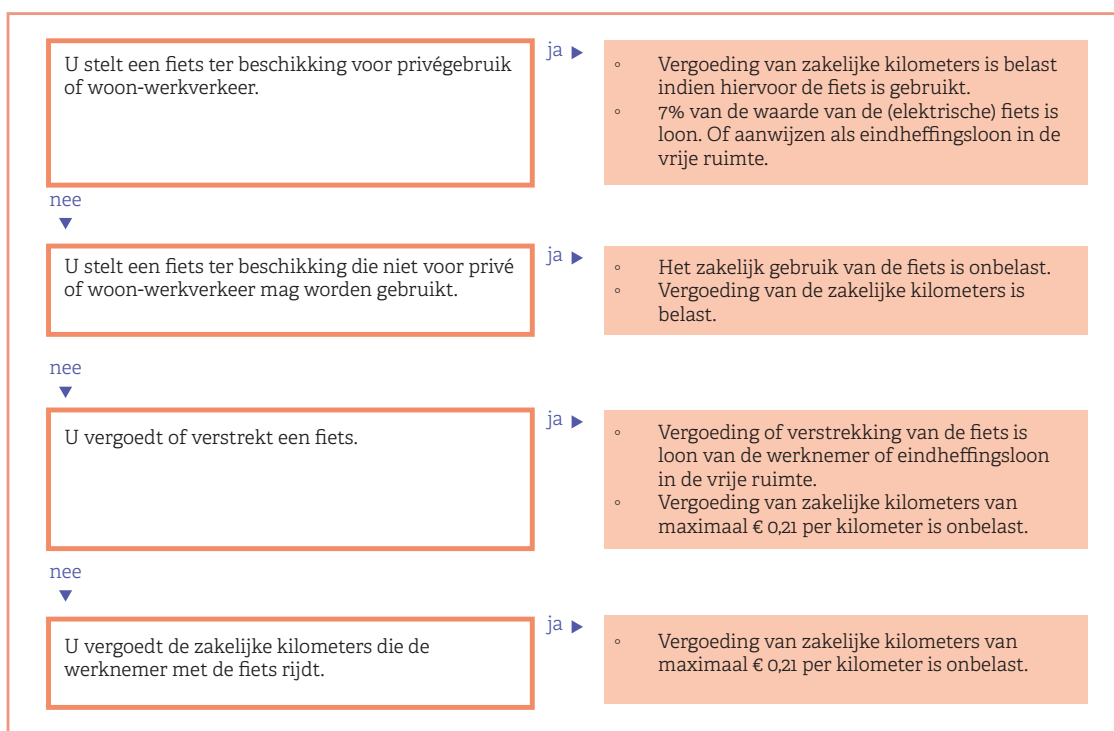 U stelt een fiets ter beschikking voor privégebruik
of woon-werkverkeer.
ja ▶
◦ Vergoeding van zakelijke kilometers is belast
indien hiervoor de fiets is gebruikt.
◦ 7% van de waarde van de (elektrische) fiets is
loon. Of aanwijzen als eindheffingsloon in de
vrije ruimte.
nee
▼
U stelt een fiets ter beschikking die niet voor privé
of woon-werkverkeer mag worden gebruikt.
ja ▶
◦ Het zakelijk gebruik van de fiets is onbelast.
◦ Vergoeding van de zakelijke kilometers is
belast.
nee
▼
U vergoedt of verstrekt een fiets.
ja ▶
◦ Vergoeding of verstrekking van de fiets is
loon van de werknemer of eindheffingsloon
in de vrije ruimte.
◦ Vergoeding van zakelijke kilometers van
maximaal € 0,21 per kilometer is onbelast.
nee
▼
U vergoedt de zakelijke kilometers die de
werknemer met de fiets rijdt.
ja ▶
◦ Vergoeding van zakelijke kilometers van
maximaal € 0,21 per kilometer is onbelast.